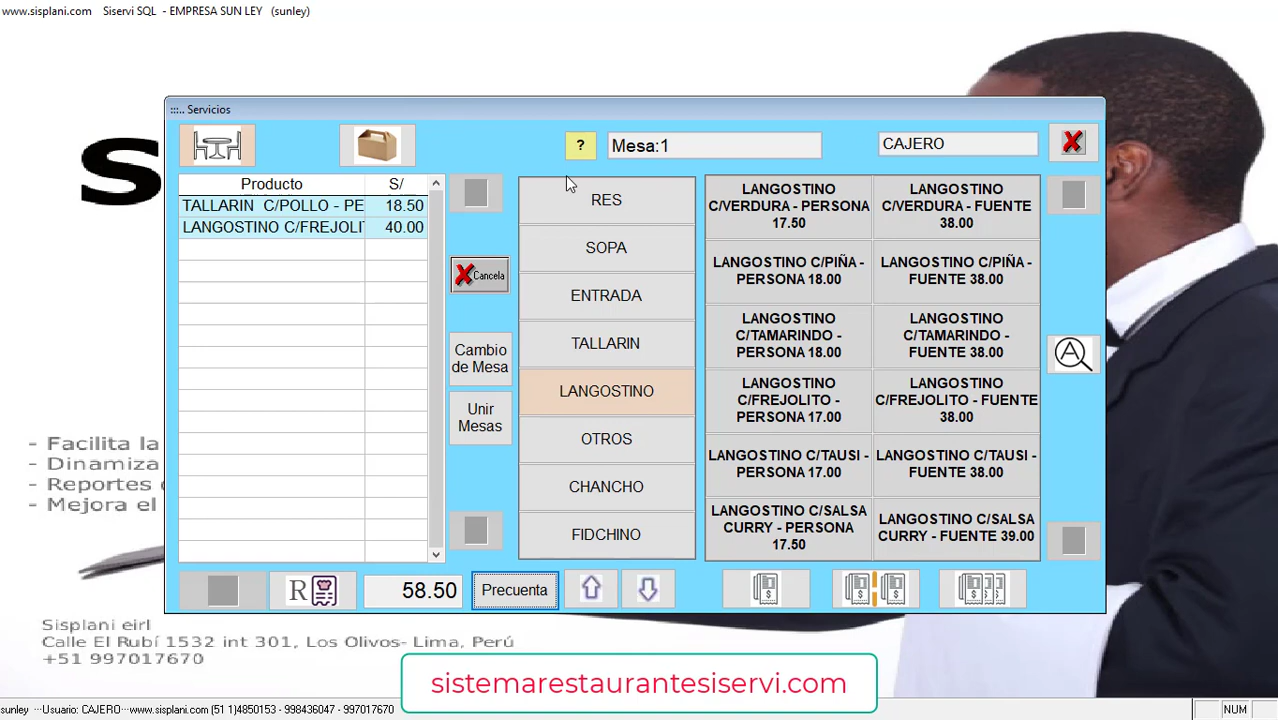 www.sisplani.com Siservi SQL - EMPRESA SUN LEY (sunley)
S
:::.. Servicios
? Mesa:1 CAJERO
Producto S/
TALLARIN C/POLLO - PE 18.50
LANGOSTINO C/FREJOLI 40.00
Cancela
Cambio
de Mesa
Unir
Mesas
RES
SOPA
ENTRADA
TALLARIN
LANGOSTINO
OTROS
CHANCHO
FIDCHINO
LANGOSTINO
C/VERDURA - PERSONA
17.50
LANGOSTINO
C/VERDURA - FUENTE
38.00
LANGOSTINO C/PIÑA -
PERSONA 18.00
LANGOSTINO C/PIÑA -
FUENTE 38.00
LANGOSTINO
C/TAMARINDO -
PERSONA 18.00
LANGOSTINO
C/TAMARINDO -
FUENTE 38.00
LANGOSTINO
C/FREJOLITO -
PERSONA 17.00
LANGOSTINO
C/FREJOLITO - FUENTE
38.00
LANGOSTINO C/TAUSI -
PERSONA 17.00
LANGOSTINO C/TAUSI -
FUENTE 38.00
LANGOSTINO C/SALSA
CURRY - PERSONA
17.50
LANGOSTINO C/SALSA
CURRY - FUENTE 39.00
A
R 58.50 Precuenta
- Facilita la
- Dinamiza
- Reportes
- Mejora el
Sisplani eirl
Calle El Rubí 1532 int 301, Los Olivos- Lima, Perú
+51 997017670
sistemarestaurantesiservi.com
sunley ···Usuario: CAJERO···www.sisplani.com (51 1)4850153 - 998436047 - 997017670 NUM